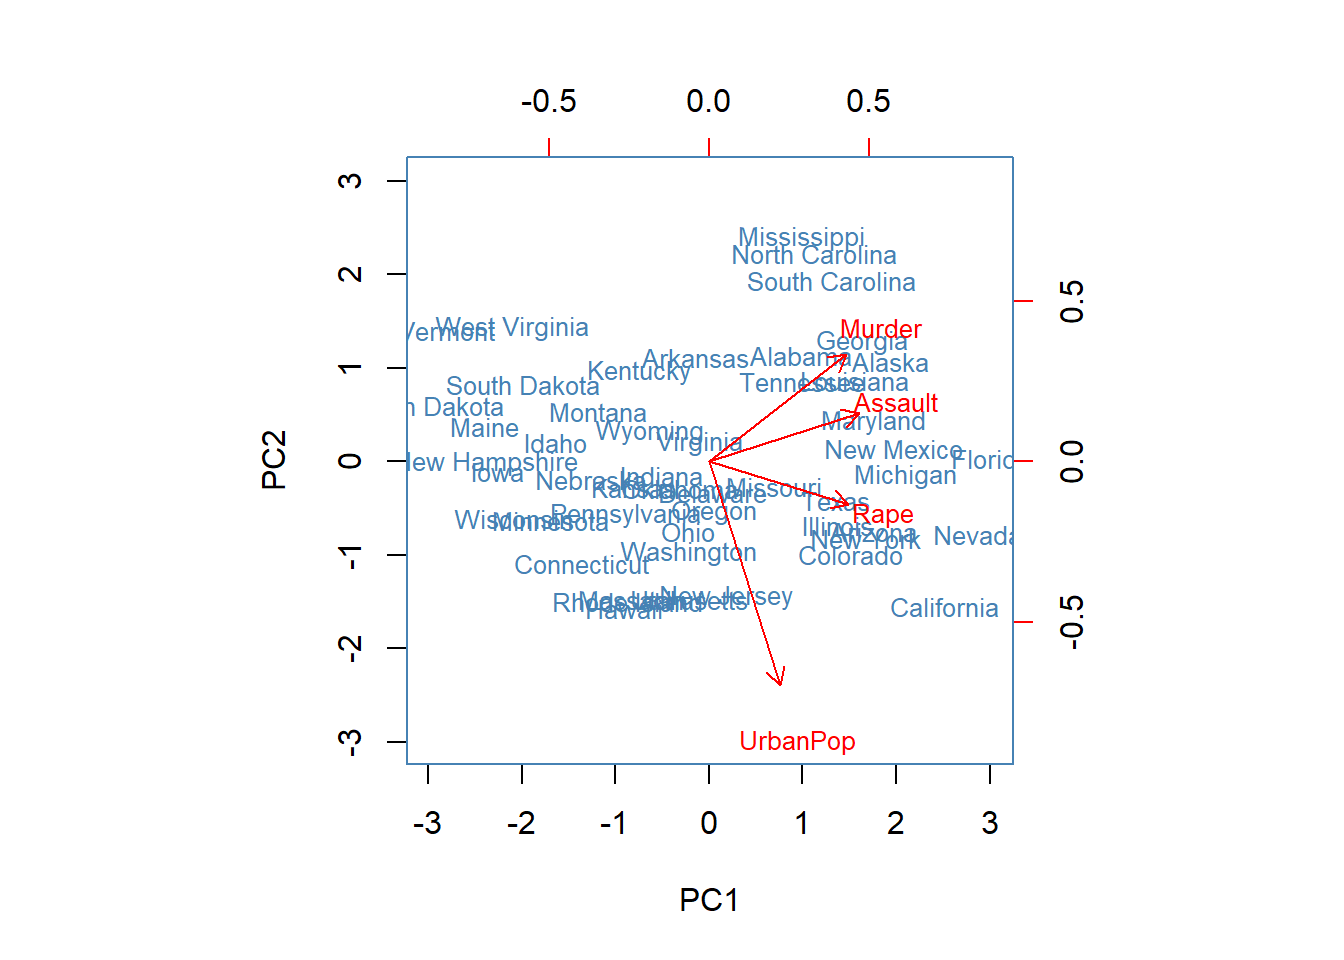 -0.5 0.0 0.5
3
2
1
0
-1
-2
-3
PC2
0.5
0.0
-0.5
Mississippi
North Carolina
South Carolina
Murder
West Virginia
Vermont
Georgia
Alabama
Arkansas
Alaska
Kentucky
Tennessee
Louisiana
South Dakota
Assault
h Dakota
Montana
Maryland
Maine
Wyoming
Virginia
Idaho
New Mexico
Florid
New Hampshire
Iowa
Michigan
Indiana
Nebraska
Missouri
Kansas
Oklahoma
Delaware
Texas
Rape
Oregon
Pennsylvania
Wisconsin
Minnesota
Illinois
Arizona
Ohio
New York
Nevada
Washington
Colorado
Connecticut
New Jersey
Massachusetts
Utah
Rhode Island
Hawaii
California
UrbanPop
-3 -2 -1 0 1 2 3
PC1